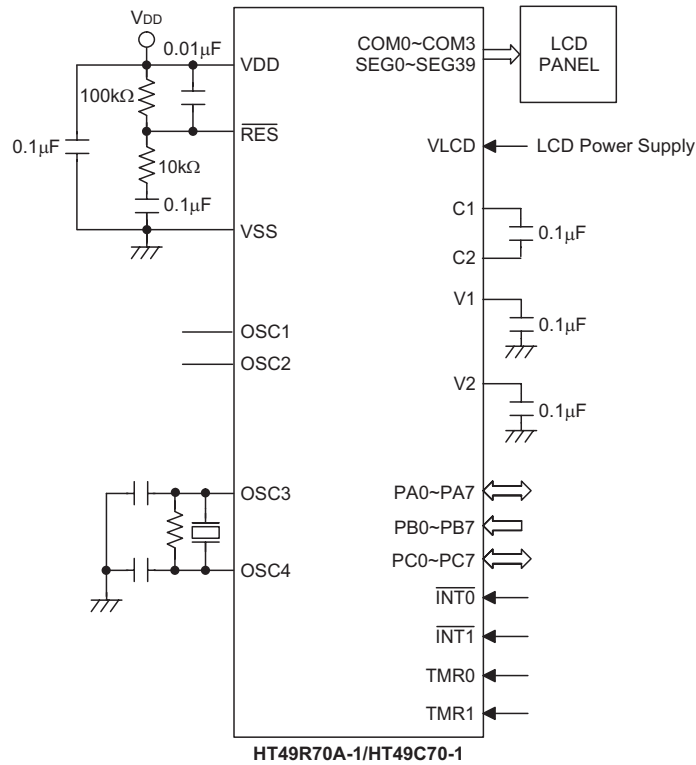 VDD
0.01μF
VDD
100kΩ
RES
0.1μF
10kΩ
0.1μF
VSS
OSC1
OSC2
OSC3
OSC4
COM0~COM3
SEG0~SEG39
LCD
PANEL
VLCD
LCD Power Supply
C1
0.1μF
C2
V1
0.1μF
V2
0.1μF
PA0~PA7
PB0~PB7
PC0~PC7
INT0
INT1
TMR0
TMR1
HT49R70A-1/HT49C70-1